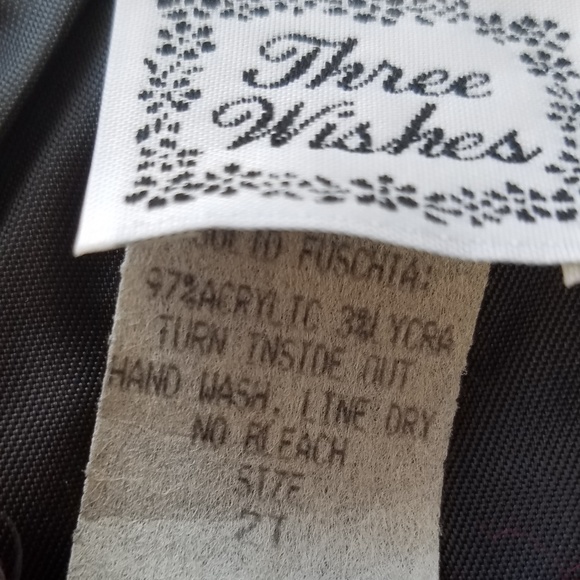 Three
Wishes
SOLID FUSCHIA:
97%ACRYLIC 3%LYCRA
TURN INSIDE OUT
HAND WASH. LINE DRY
NO BLEACH
SIZE
2T